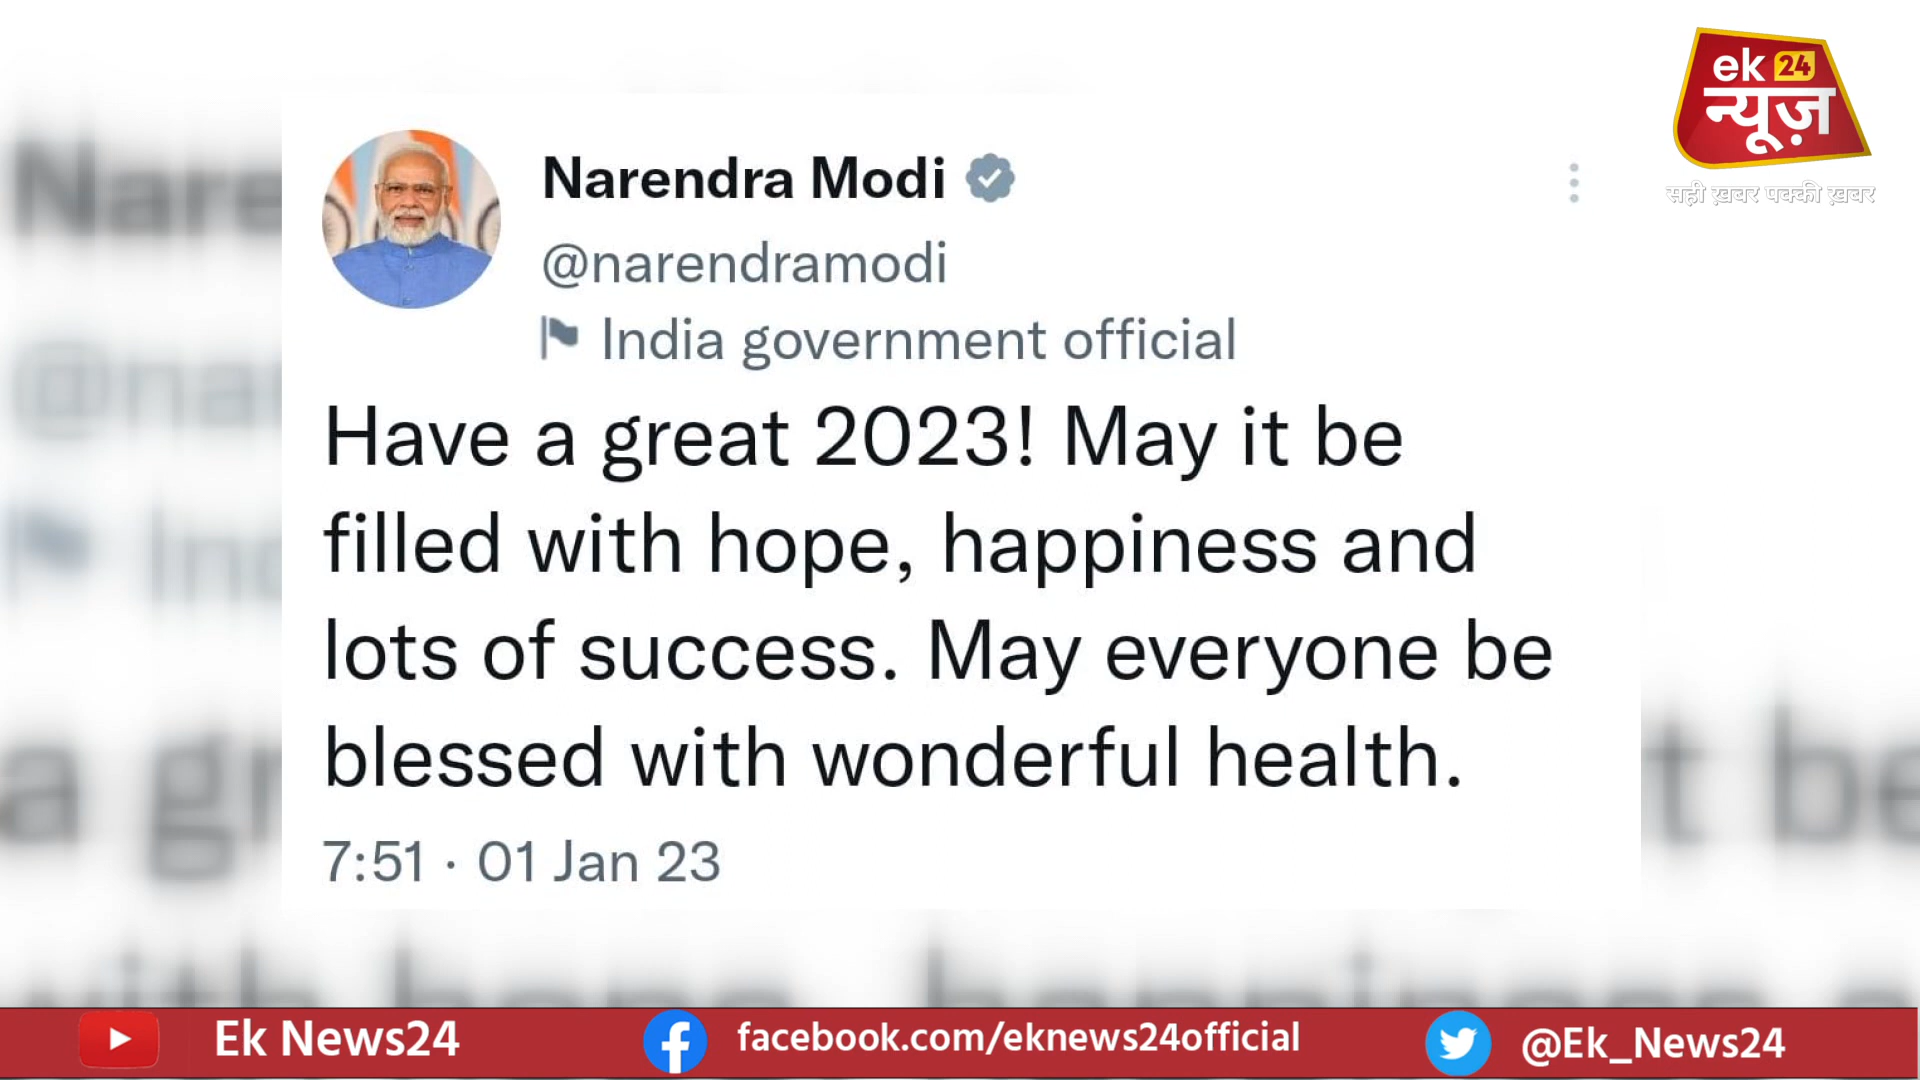 ek 24
न्यूज़
सही ख़बर पक्की ख़बर
Narendra Modi
@narendramodi
India government official
Have a great 2023! May it be
filled with hope, happiness and
lots of success. May everyone be
blessed with wonderful health.
7:51 · 01 Jan 23
Ek News24
facebook.com/eknews24official
@Ek_News24